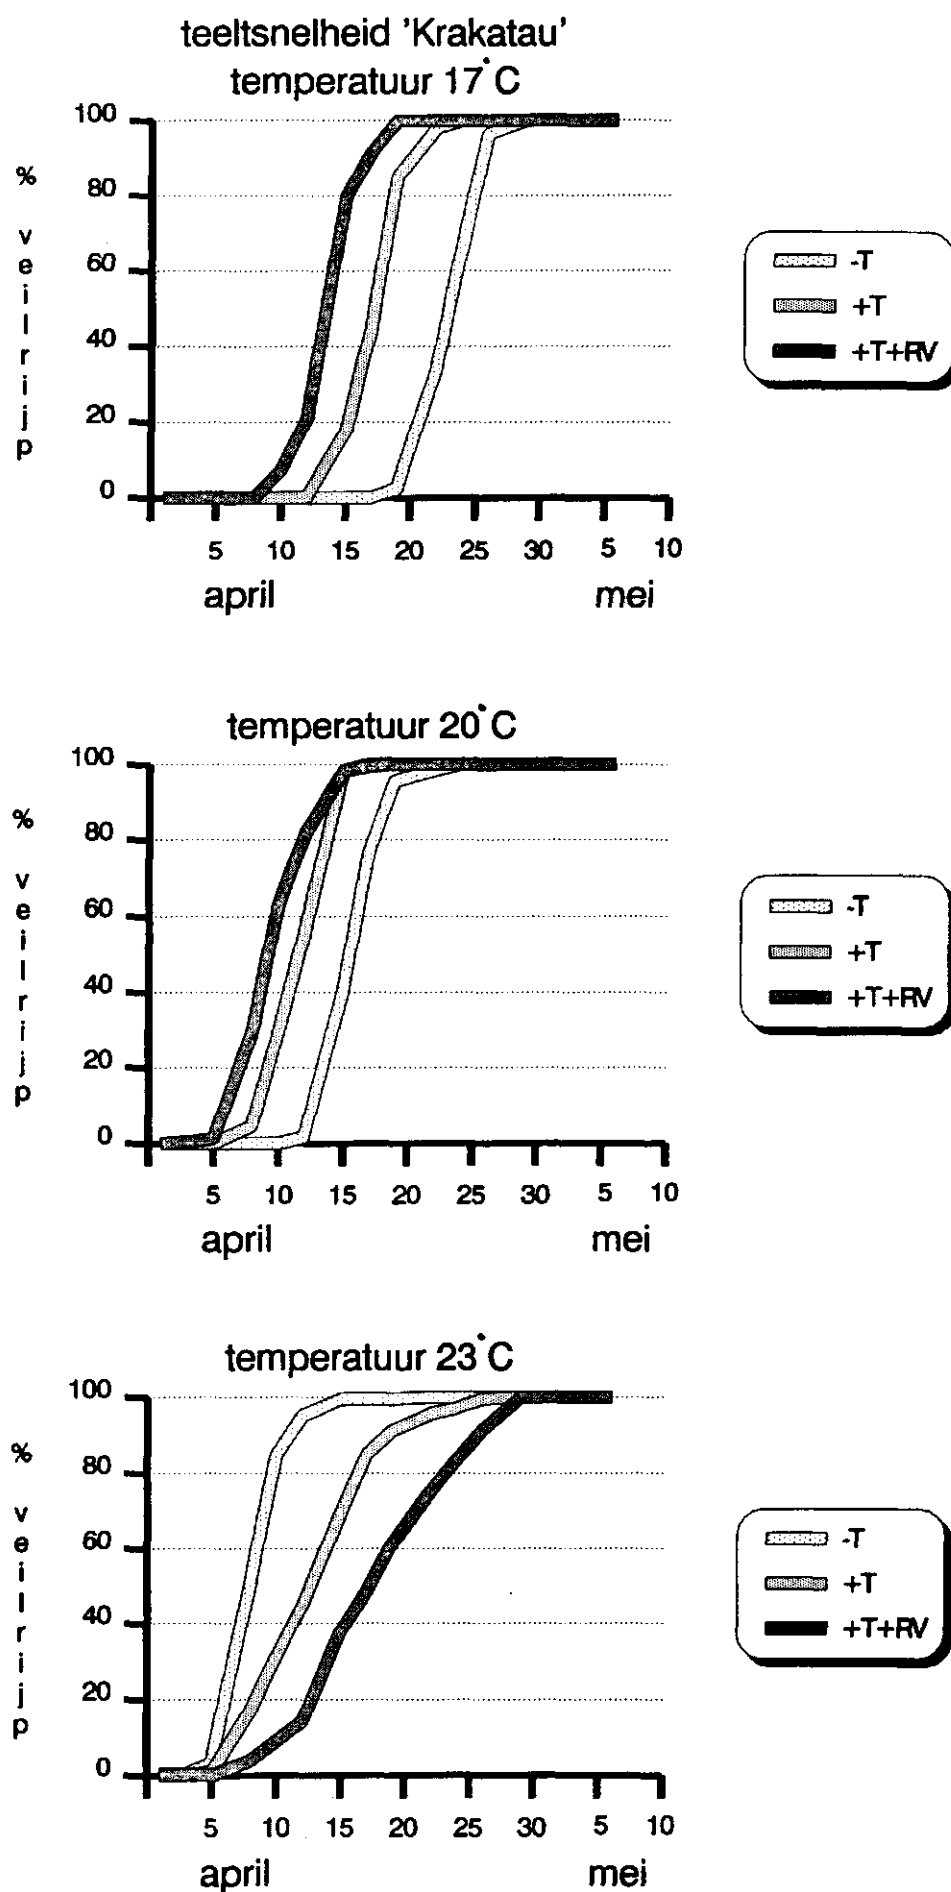 teeltsnelheid 'Krakatau'
temperatuur 17°C
% veilrijp
100
80
60
40
20
0
5 10 15 20 25 30 5 10
april mei
-T
+T
+T+RV
temperatuur 20°C
% veilrijp
100
80
60
40
20
0
5 10 15 20 25 30 5 10
april mei
-T
+T
+T+RV
temperatuur 23°C
% veilrijp
100
80
60
40
20
0
5 10 15 20 25 30 5 10
april mei
-T
+T
+T+RV